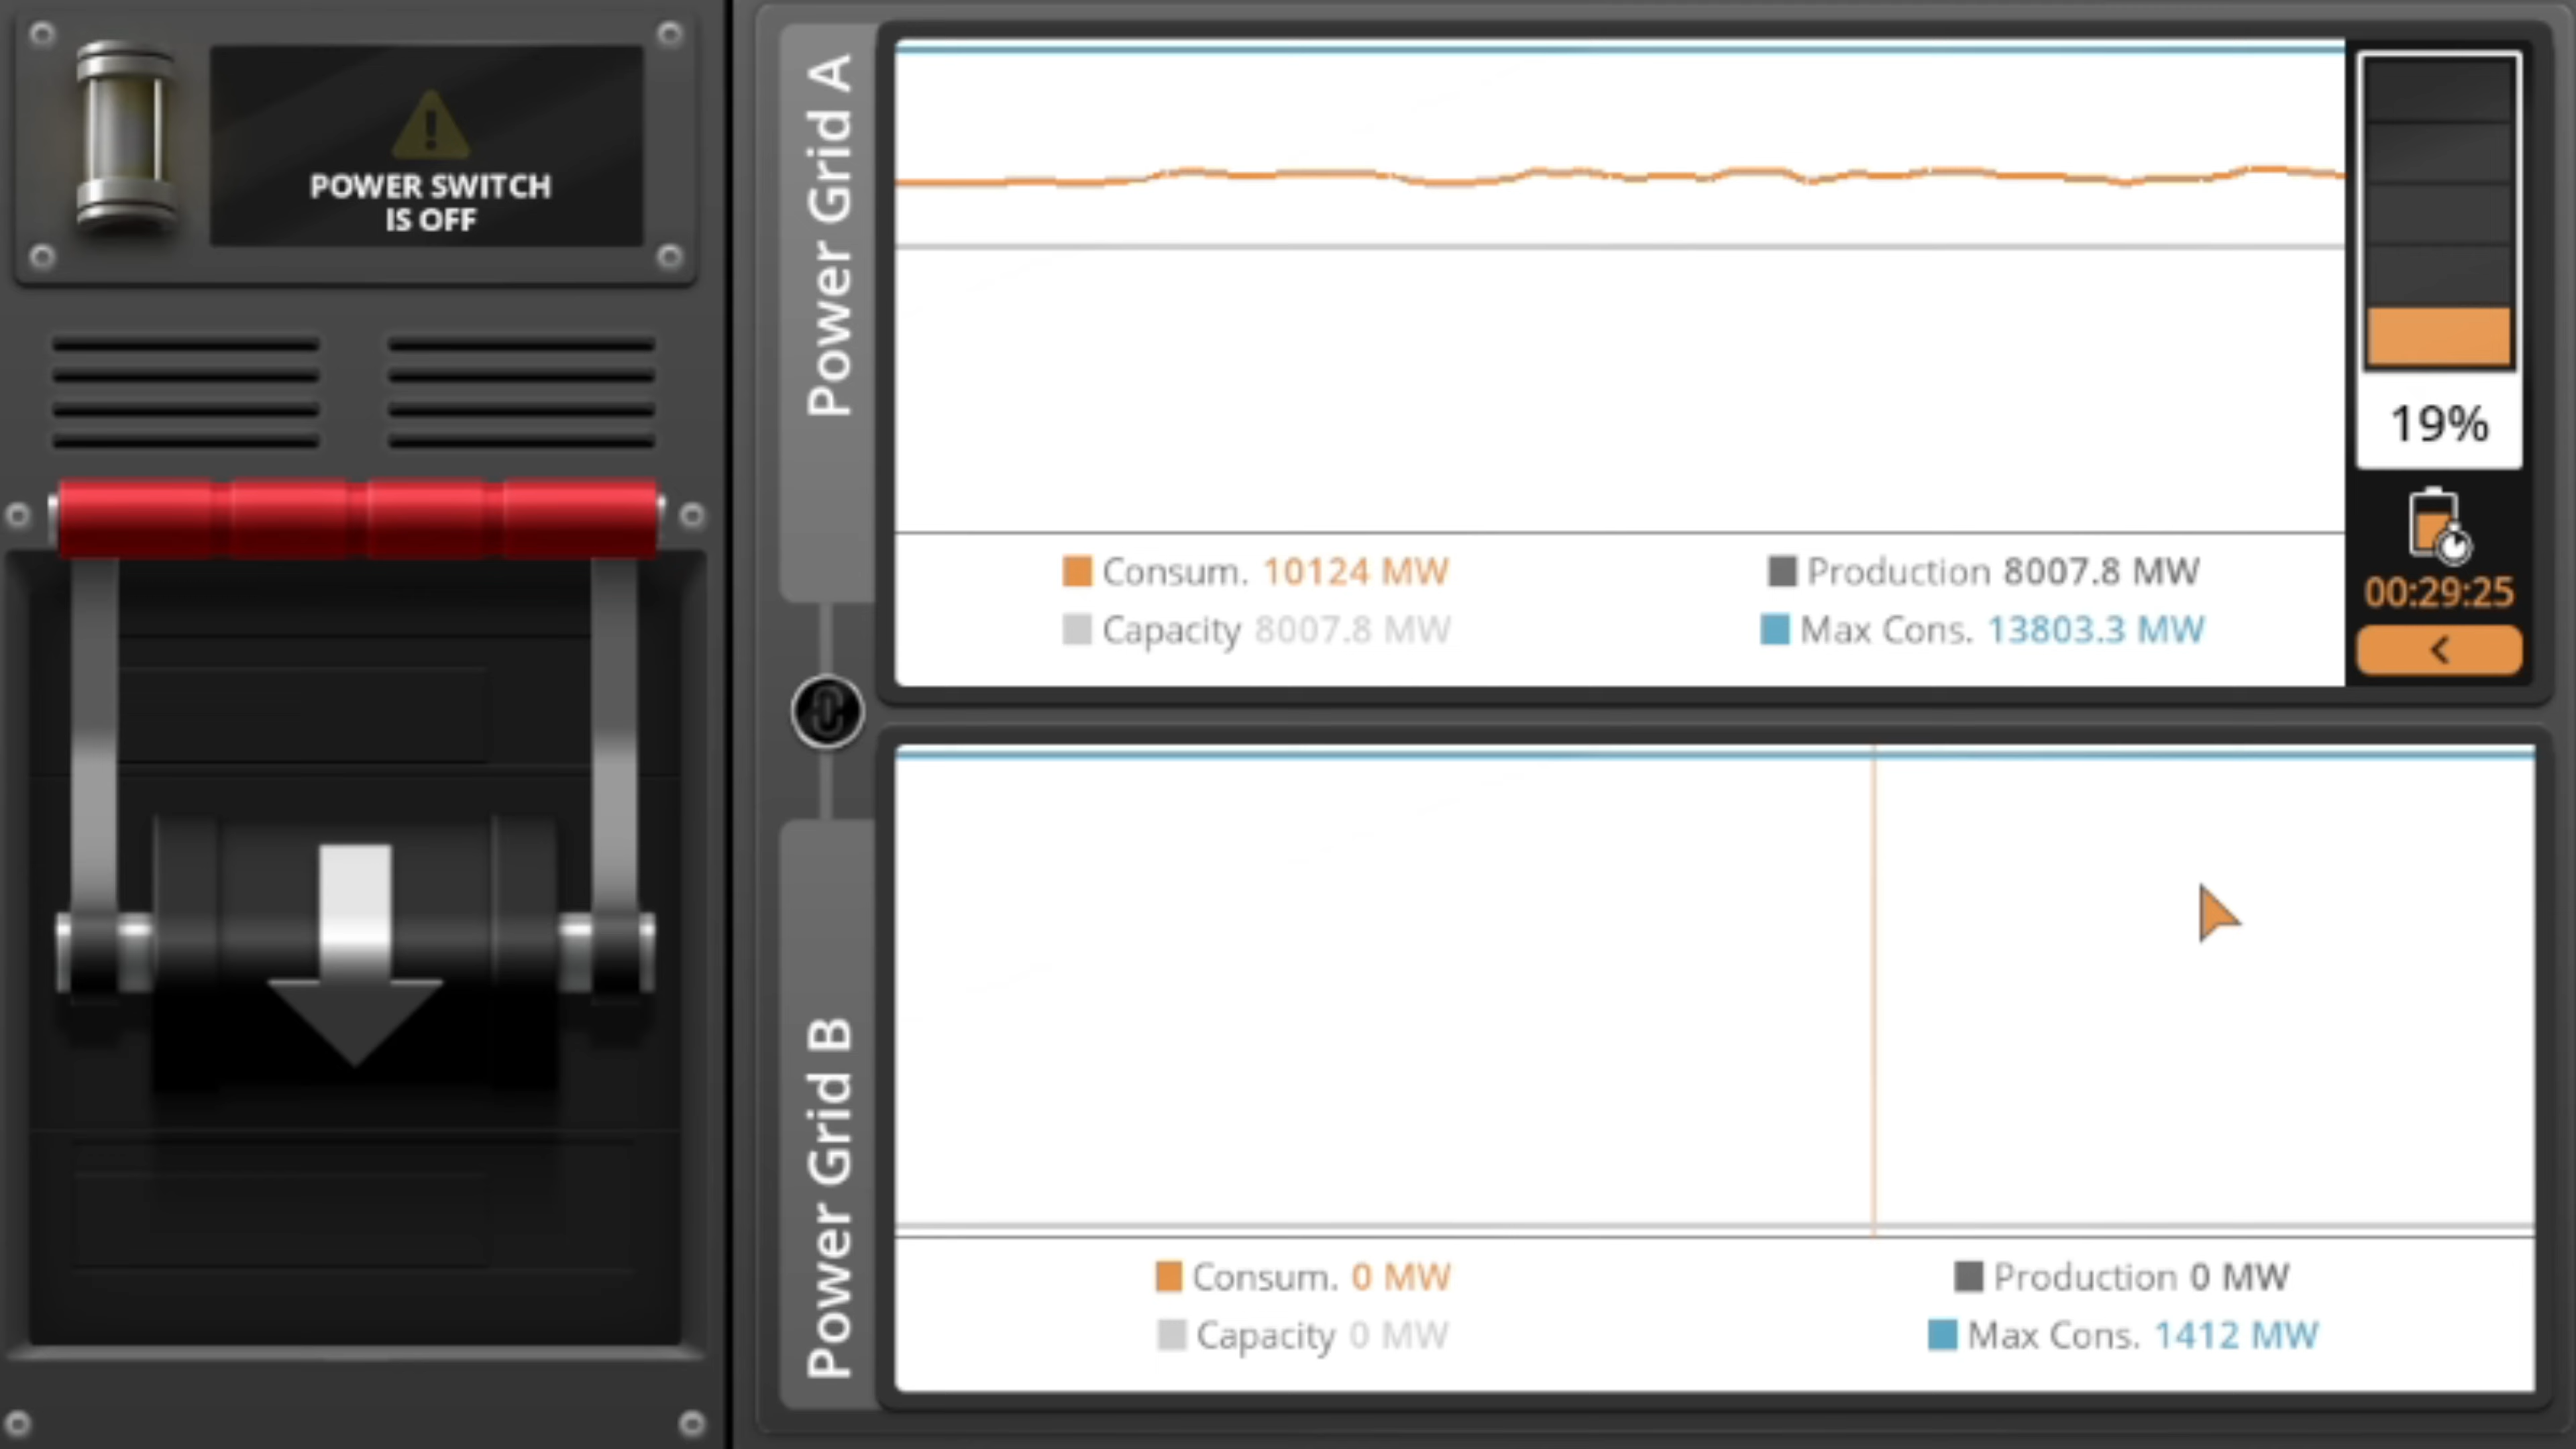 POWER SWITCH
IS OFF
Power Grid A
Consum. 10124 MW
Production 8007.8 MW
Capacity 8007.8 MW
Max Cons. 13803.3 MW
19%
00:29:25
Power Grid B
Consum. 0 MW
Production 0 MW
Capacity 0 MW
Max Cons. 1412 MW